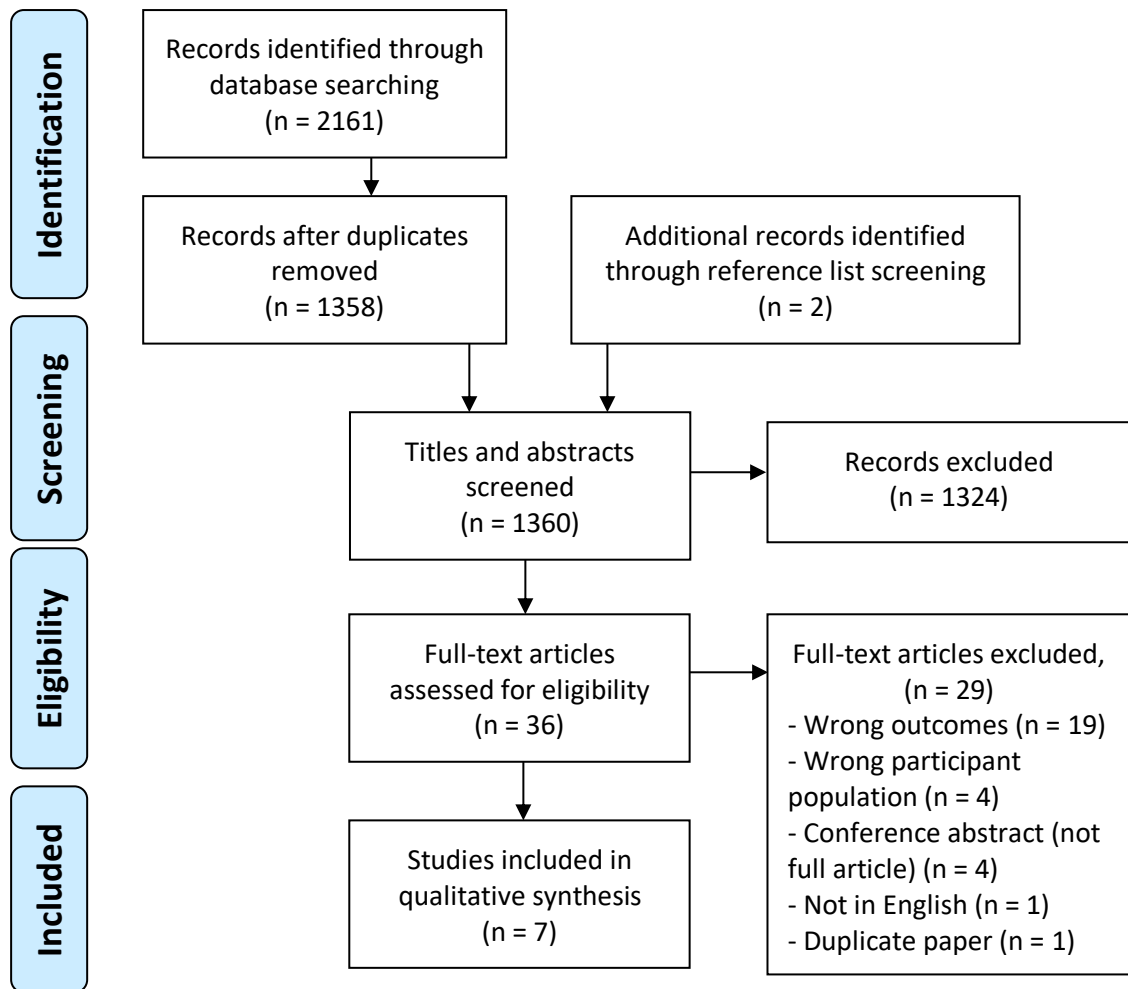 Identification
Records identified through
database searching
(n = 2161)
Records after duplicates
removed
(n = 1358)
Additional records identified
through reference list screening
(n = 2)
Screening
Titles and abstracts
screened
(n = 1360)
Records excluded
(n = 1324)
Eligibility
Full-text articles
assessed for eligibility
(n = 36)
Full-text articles excluded,
(n = 29)
- Wrong outcomes (n = 19)
- Wrong participant
population (n = 4)
- Conference abstract (not
full article) (n = 4)
- Not in English (n = 1)
- Duplicate paper (n = 1)
Included
Studies included in
qualitative synthesis
(n = 7)